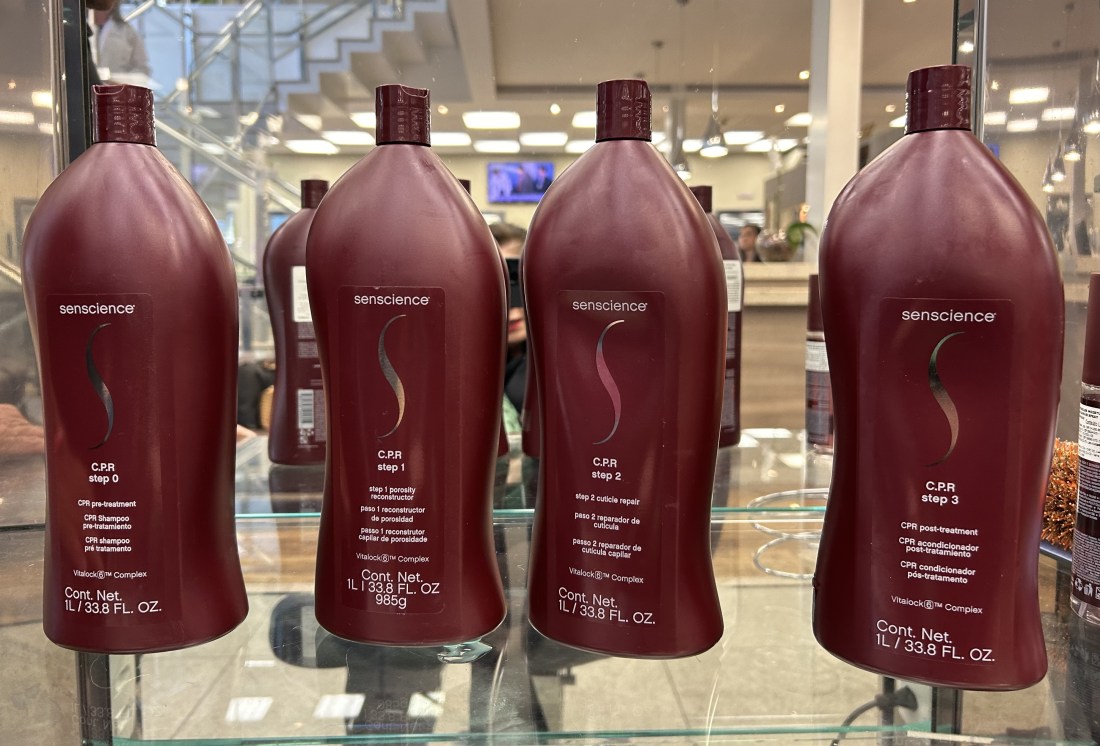 senscience
C.P.R
step 0
CPR pre-treatment
CPR Shampoo
pre-tratamiento
CPR shampoo
pré tratamento
Vitalock6™ Complex
Cont. Net.
1L / 33.8 FL. OZ.
senscience
C.P.R
step 1
step 1 porosity
reconstructor
paso 1 reconstructor
de porosidad
passo 1 reconstrutor
capilar de porosidade
Vitalock6™ Complex
Cont. Net.
1L I 33.8 FL. OZ
985g
senscience
C.P.R
step 2
step 2 cuticle repair
paso 2 reparador de
cutícula
passo 2 reparador de
cutícula capilar
Vitalock6™ Complex
Cont. Net.
1L / 33.8 FL. OZ.
senscience
C.P.R
step 3
CPR post-treatment
CPR acondicionador
post-tratamiento
CPR condicionador
pós-tratamento
Vitalock6™ Complex
Cont. Net.
1L / 33.8 FL. OZ.